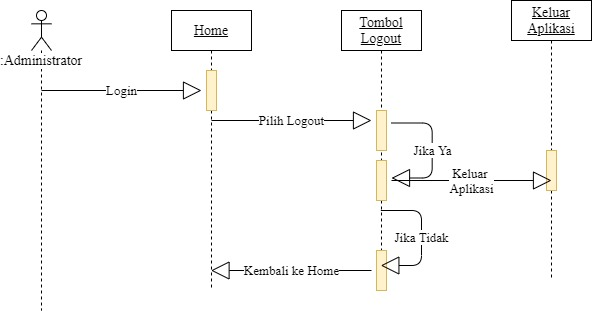 :Administrator
Home
Tombol
Logout
Keluar
Aplikasi
Login
Pilih Logout
Jika Ya
Keluar
Aplikasi
Jika Tidak
Kembali ke Home